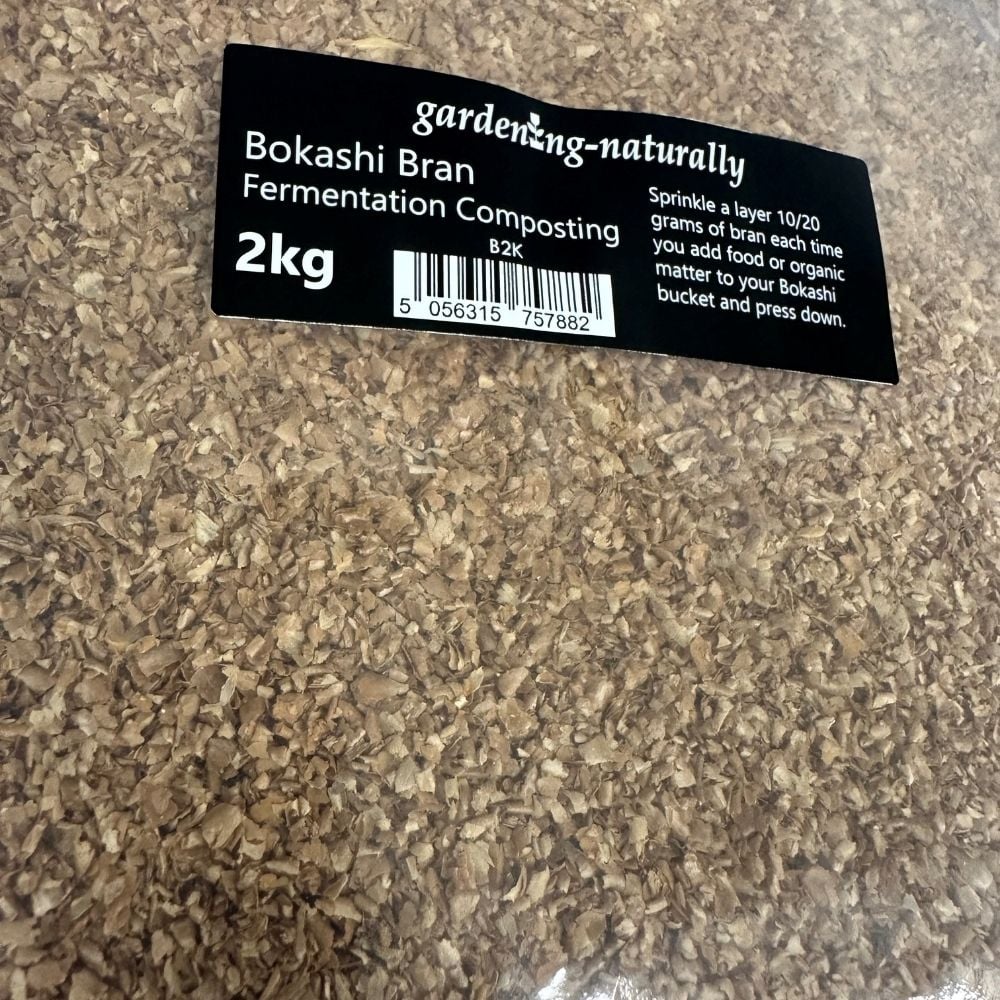 gardening-naturally
Bokashi Bran
Fermentation Composting
2kg
B2K
5 056315 757882
Sprinkle a layer 10/20
grams of bran each time
you add food or organic
matter to your Bokashi
bucket and press down.